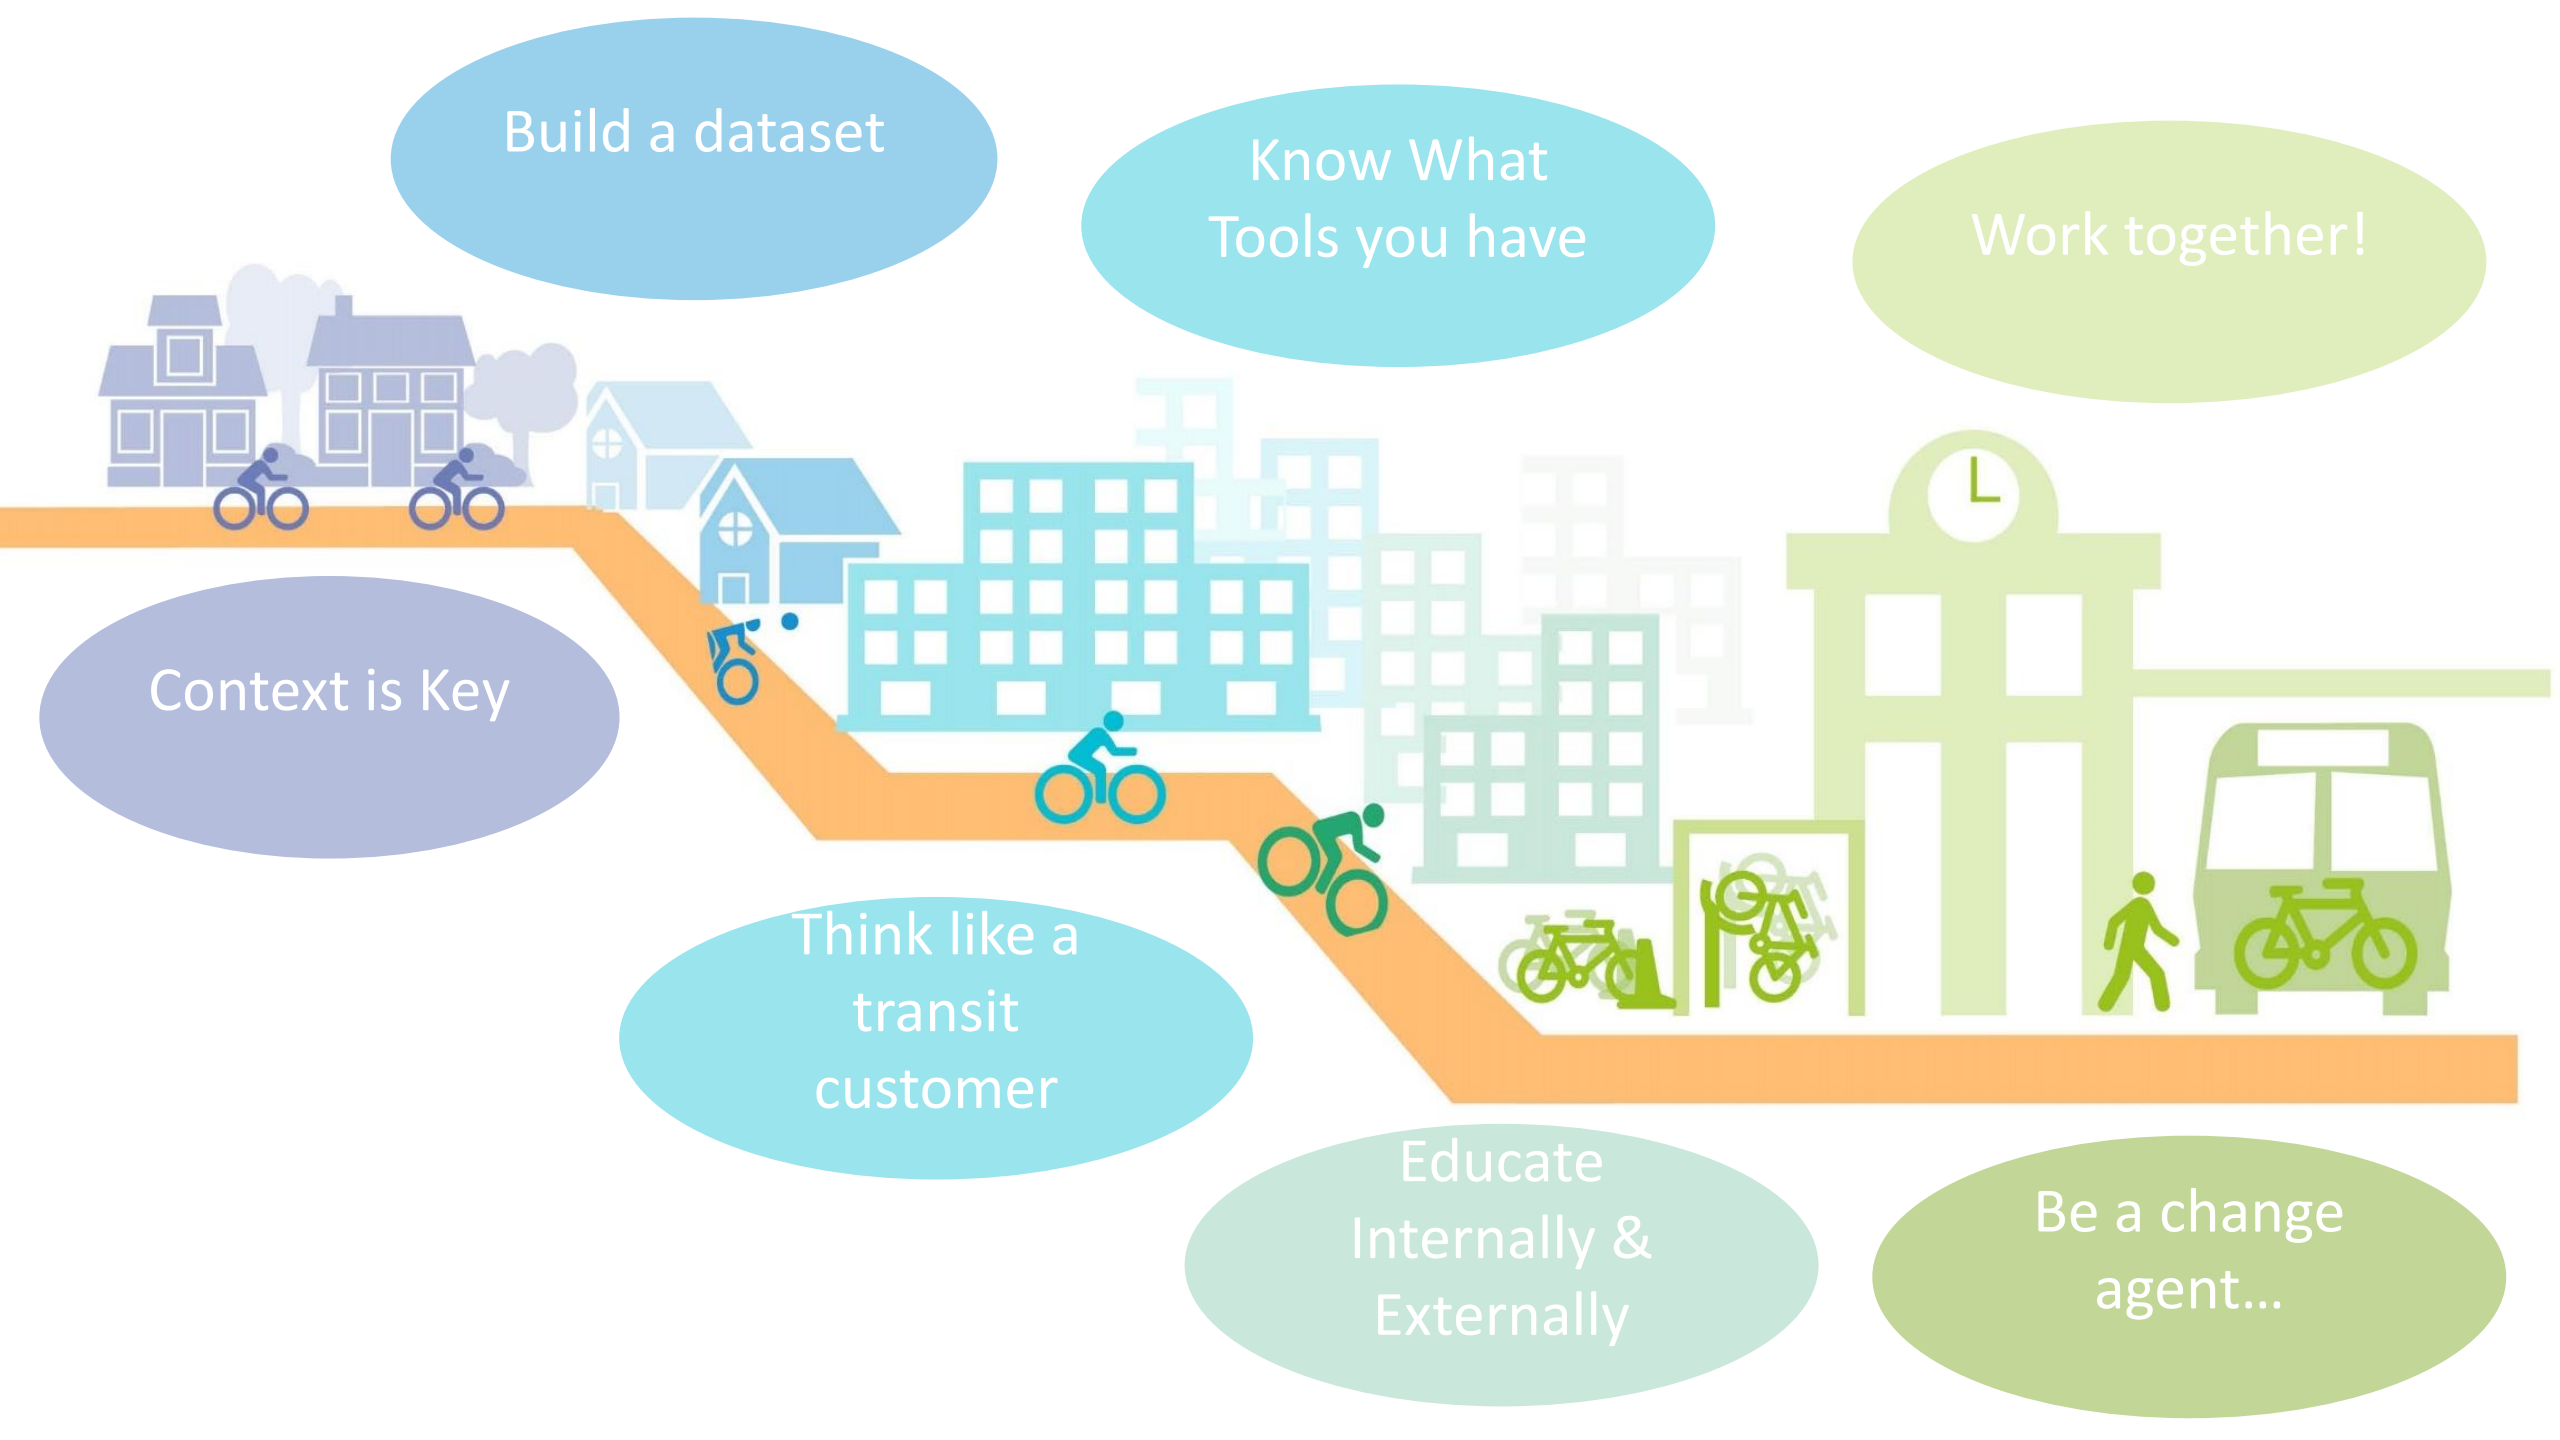 Build a dataset
Know What
Tools you have
Work together!
Context is Key
Think like a
transit
customer
Educate
Internally &
Externally
Be a change
agent...